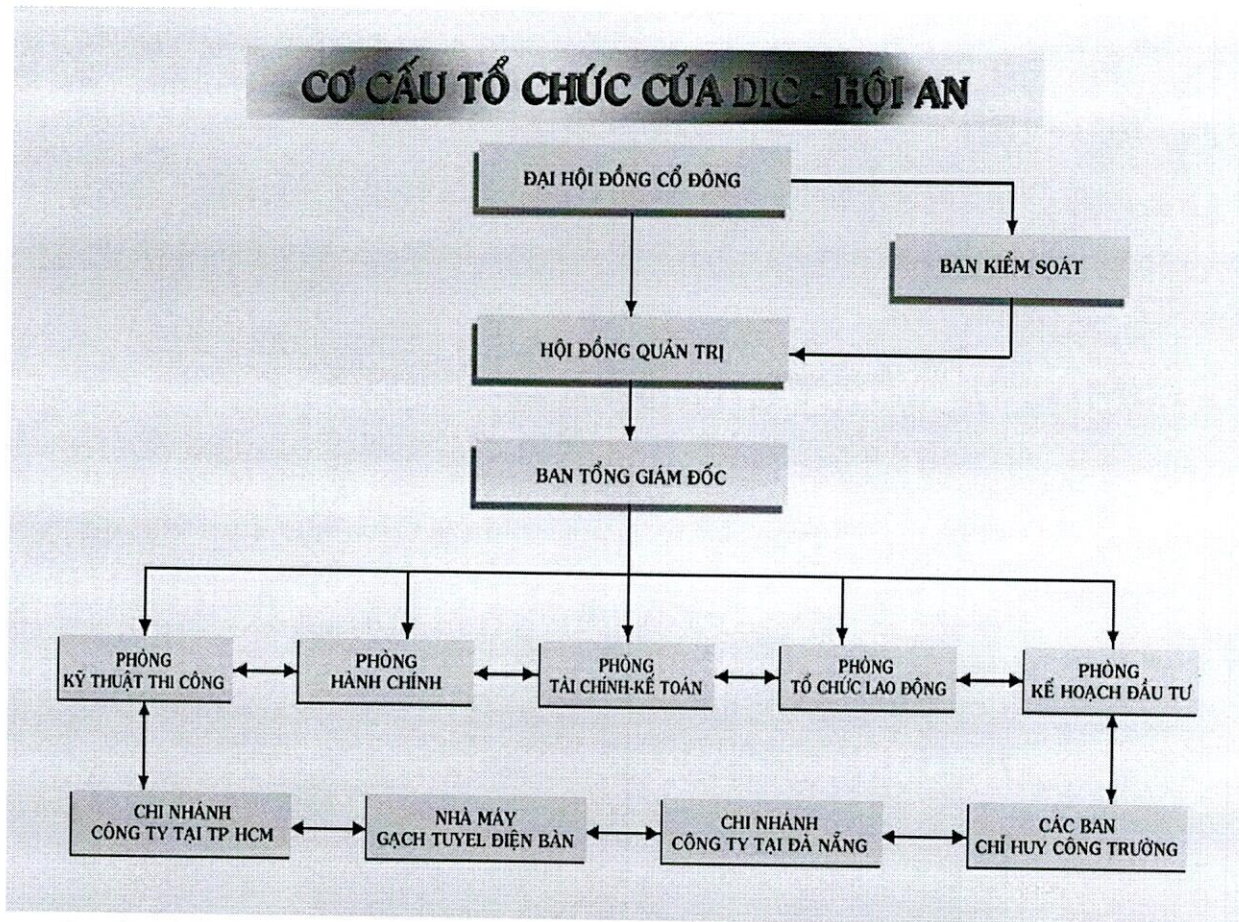 CƠ CẤU TỔ CHỨC CỦA DIC - HỘI AN
ĐẠI HỘI ĐỒNG CỔ ĐÔNG
BAN KIỂM SOÁT
HỘI ĐỒNG QUẢN TRỊ
BAN TỔNG GIÁM ĐỐC
PHÒNG
KỸ THUẬT THI CÔNG
PHÒNG
HÀNH CHÍNH
PHÒNG
TÀI CHÍNH-KẾ TOÁN
PHÒNG
TỔ CHỨC LAO ĐỘNG
PHÒNG
KẾ HOẠCH ĐẦU TƯ
CHI NHÁNH
CÔNG TY TẠI TP HCM
NHÀ MÁY
GẠCH TUYEL ĐIỆN BÀN
CHI NHÁNH
CÔNG TY TẠI ĐÀ NẴNG
CÁC BAN
CHỈ HUY CÔNG TRƯỜNG